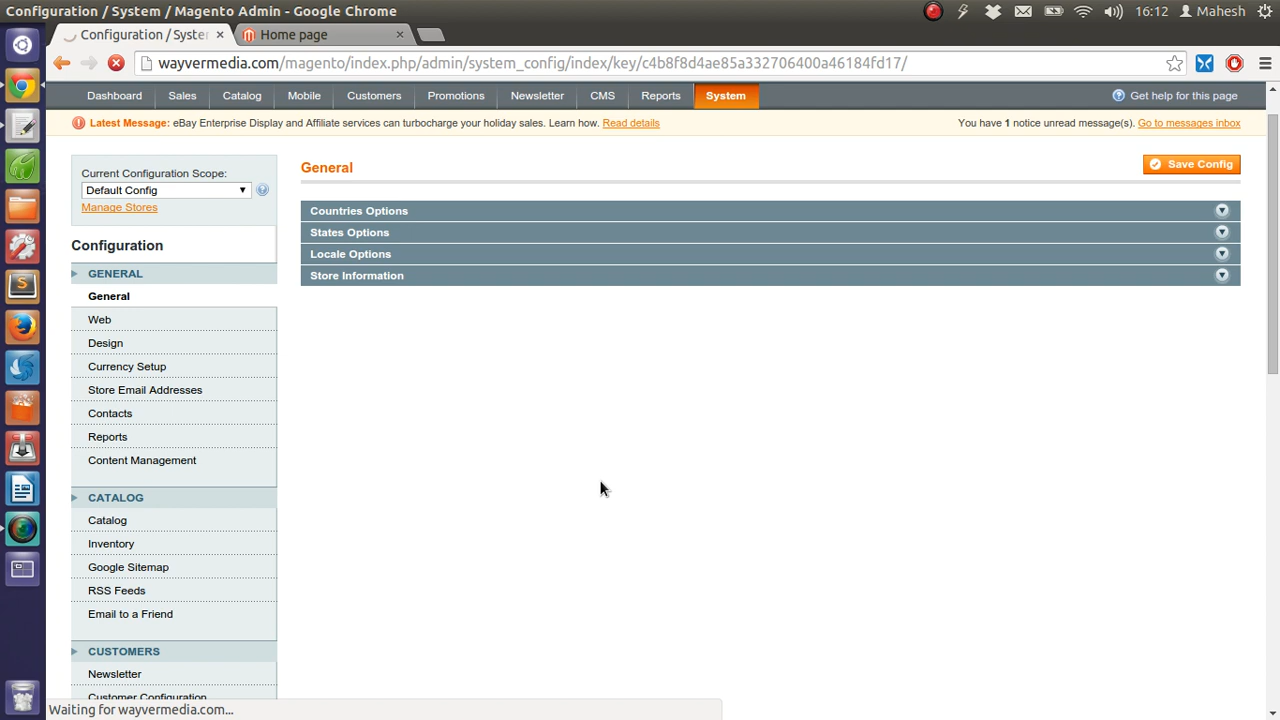 Configuration / System / Magento Admin - Google Chrome
16:12
Mahesh
Configuration / Syste
Home page
wayvermedia.com/magento/index.php/admin/system_config/index/key/c4b8f8d4ae85a332706400a46184fd17/
Dashboard
Sales
Catalog
Mobile
Customers
Promotions
Newsletter
CMS
Reports
System
Get help for this page
Latest Message: eBay Enterprise Display and Affiliate services can turbocharge your holiday sales. Learn how. Read details
You have 1 notice unread message(s). Go to messages inbox
Current Configuration Scope:
Default Config
Manage Stores
Configuration
GENERAL
General
Web
Design
Currency Setup
Store Email Addresses
Contacts
Reports
Content Management
CATALOG
Catalog
Inventory
Google Sitemap
RSS Feeds
Email to a Friend
CUSTOMERS
Newsletter
Customer Configuration
General
Save Config
Countries Options
States Options
Locale Options
Store Information
Waiting for wayvermedia.com...